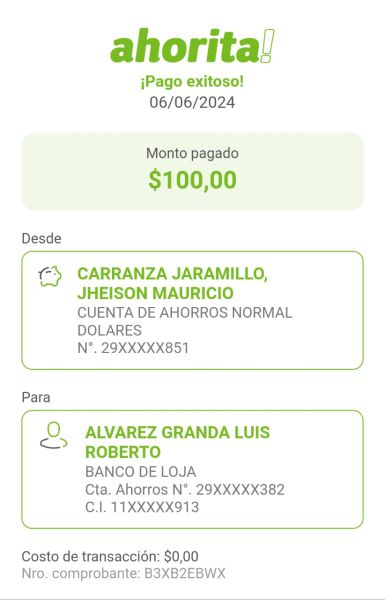 ahorita!
¡Pago exitoso!
06/06/2024
Monto pagado
$100,00
Desde
CARRANZA JARAMILLO,
JHEISON MAURICIO
CUENTA DE AHORROS NORMAL
DOLARES
N°. 29XXXXX851
Para
ALVAREZ GRANDA LUIS
ROBERTO
BANCO DE LOJA
Cta. Ahorros N°. 29XXXXX382
C.I. 11XXXXX913
Costo de transacción: $0,00
Nro. comprobante: B3XB2EBWX